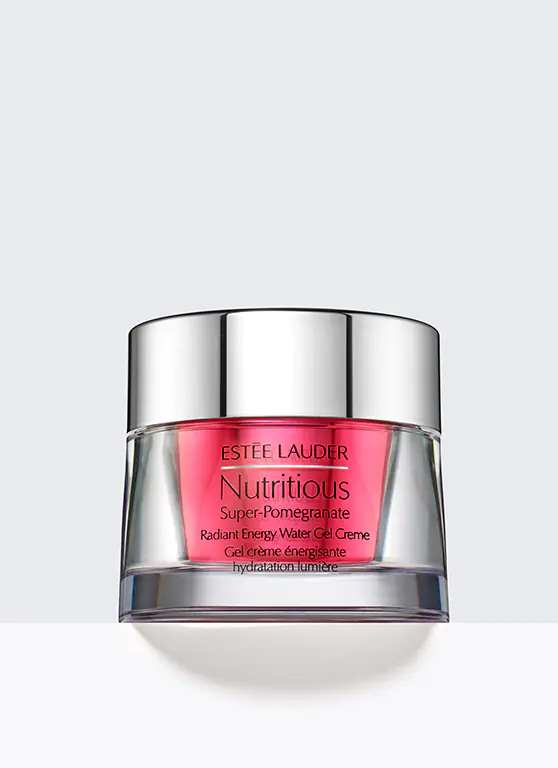 ESTĒE LAUDER
Nutritious
Super-Pomegranate
Radiant Energy Water Gel Creme
Gel crème énergisante
hydratation lumière